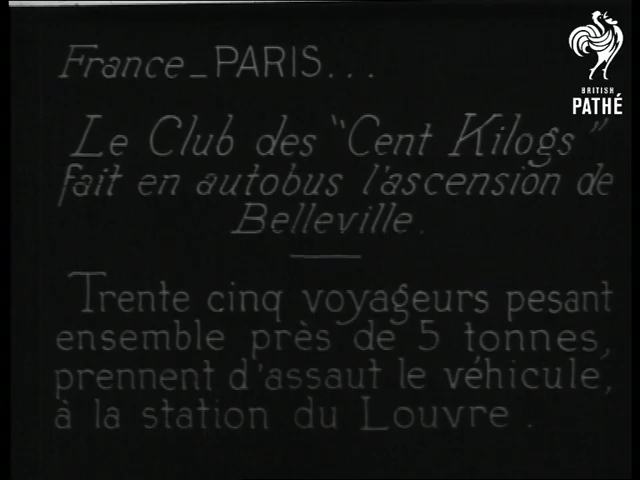 France_PARIS...
Le Club des "Cent Kilogs"
fait en autobus l'ascension de
Belleville.
Trente cinq voyageurs pesant
ensemble près de 5 tonnes,
prennent d'assaut le véhicule,
à la station du Louvre.
BRITISH
PATHÉ